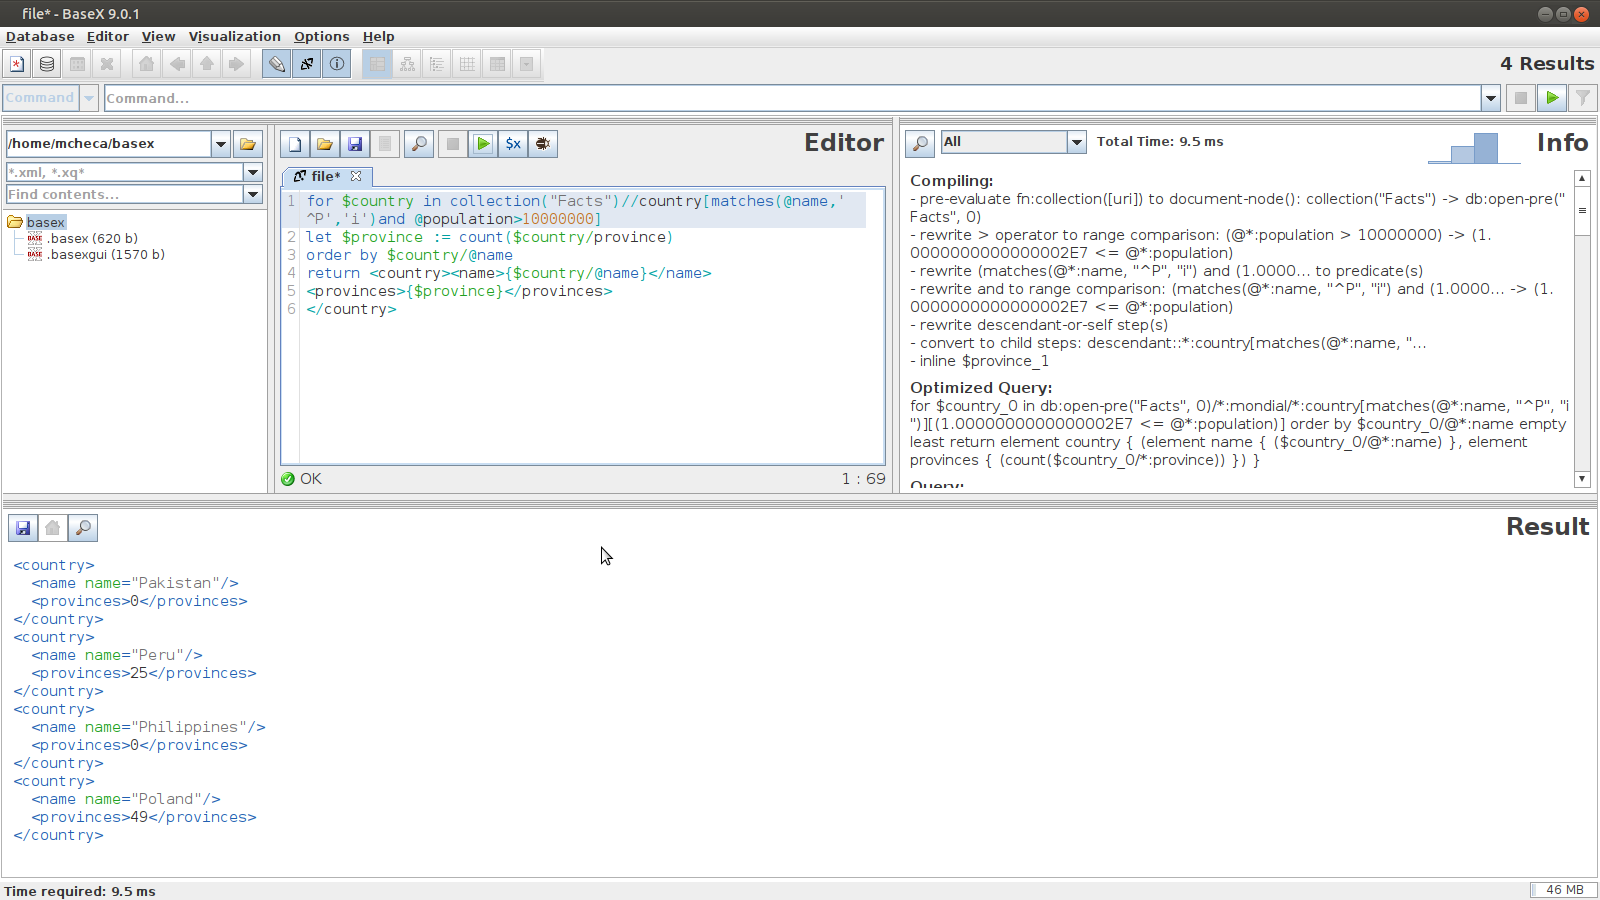 file* - BaseX 9.0.1
Database Editor View Visualization Options Help
4 Results
Command
Command...
/home/mcheca/basex
*.xml, *.xq*
Find contents...
basex
.basex (620 b)
.basexgui (1570 b)
Editor
file*
1 for $country in collection("Facts")//country[matches(@name,'
^P','i')and @population>10000000]
2 let $province := count($country/province)
3 order by $country/@name
4 return <country><name>{$country/@name}</name>
5 <provinces>{$province}</provinces>
6 </country>
OK
1 : 69
All
Total Time: 9.5 ms
Info
Compiling:
- pre-evaluate fn:collection([uri]) to document-node(): collection("Facts") -> db:open-pre("
Facts", 0)
- rewrite > operator to range comparison: (@*:population > 10000000) -> (1.
0000000000000002E7 <= @*:population)
- rewrite (matches(@*:name, "^P", "i") and (1.0000... to predicate(s)
- rewrite and to range comparison: (matches(@*:name, "^P", "i") and (1.0000... -> (1.
0000000000000002E7 <= @*:population)
- rewrite descendant-or-self step(s)
- convert to child steps: descendant::*:country[matches(@*:name, "...
- inline $province_1
Optimized Query:
for $country_0 in db:open-pre("Facts", 0)/*:mondial/*:country[matches(@*:name, "^P", "i
")][(1.0000000000000002E7 <= @*:population)] order by $country_0/@*:name empty
least return element country { (element name { ($country_0/@*:name) }, element
provinces { (count($country_0/*:province)) }) }
Query:
Result
<country>
<name name="Pakistan"/>
<provinces>0</provinces>
</country>
<country>
<name name="Peru"/>
<provinces>25</provinces>
</country>
<country>
<name name="Philippines"/>
<provinces>0</provinces>
</country>
<country>
<name name="Poland"/>
<provinces>49</provinces>
</country>
Time required: 9.5 ms
46 MB